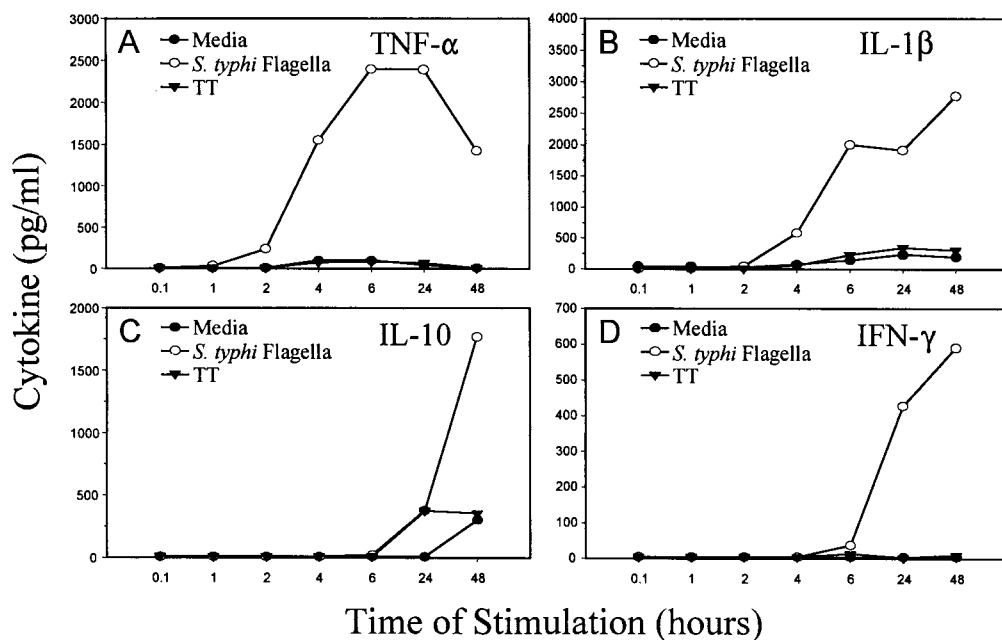 Cytokine (pg/ml)
A
TNF-α
Media
S. typhi Flagella
TT
3000
2500
2000
1500
1000
500
0
0.1 1 2 4 6 24 48
B
IL-1β
Media
S. typhi Flagella
TT
4000
3500
3000
2500
2000
1500
1000
500
0
0.1 1 2 4 6 24 48
C
IL-10
Media
S. typhi Flagella
TT
2000
1500
1000
500
0
0.1 1 2 4 6 24 48
D
IFN-γ
Media
S. typhi Flagella
TT
700
600
500
400
300
200
100
0
0.1 1 2 4 6 24 48
Time of Stimulation (hours)